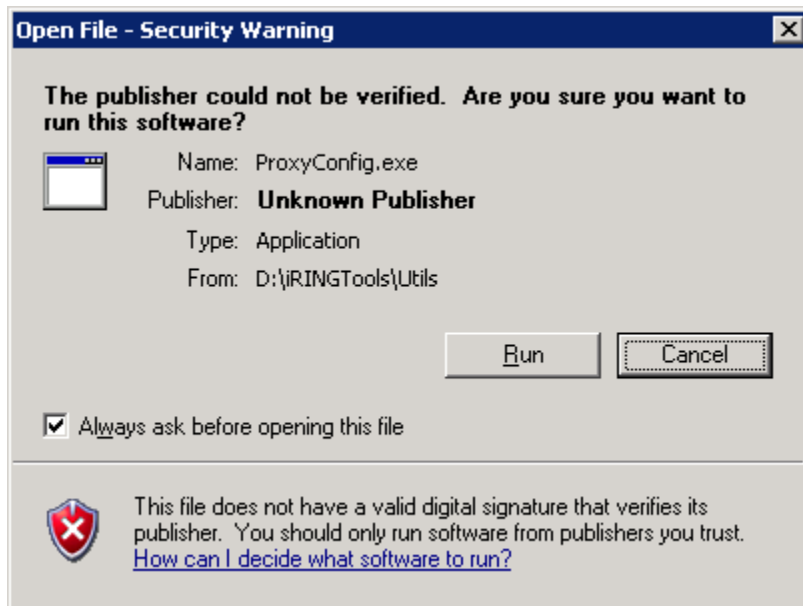 Open File - Security Warning
The publisher could not be verified.  Are you sure you want to
run this software?
Name: ProxyConfig.exe
Publisher: Unknown Publisher
Type: Application
From: D:\iRINGTools\Utils
Run Cancel
Always ask before opening this file
This file does not have a valid digital signature that verifies its
publisher.  You should only run software from publishers you trust.
How can I decide what software to run?